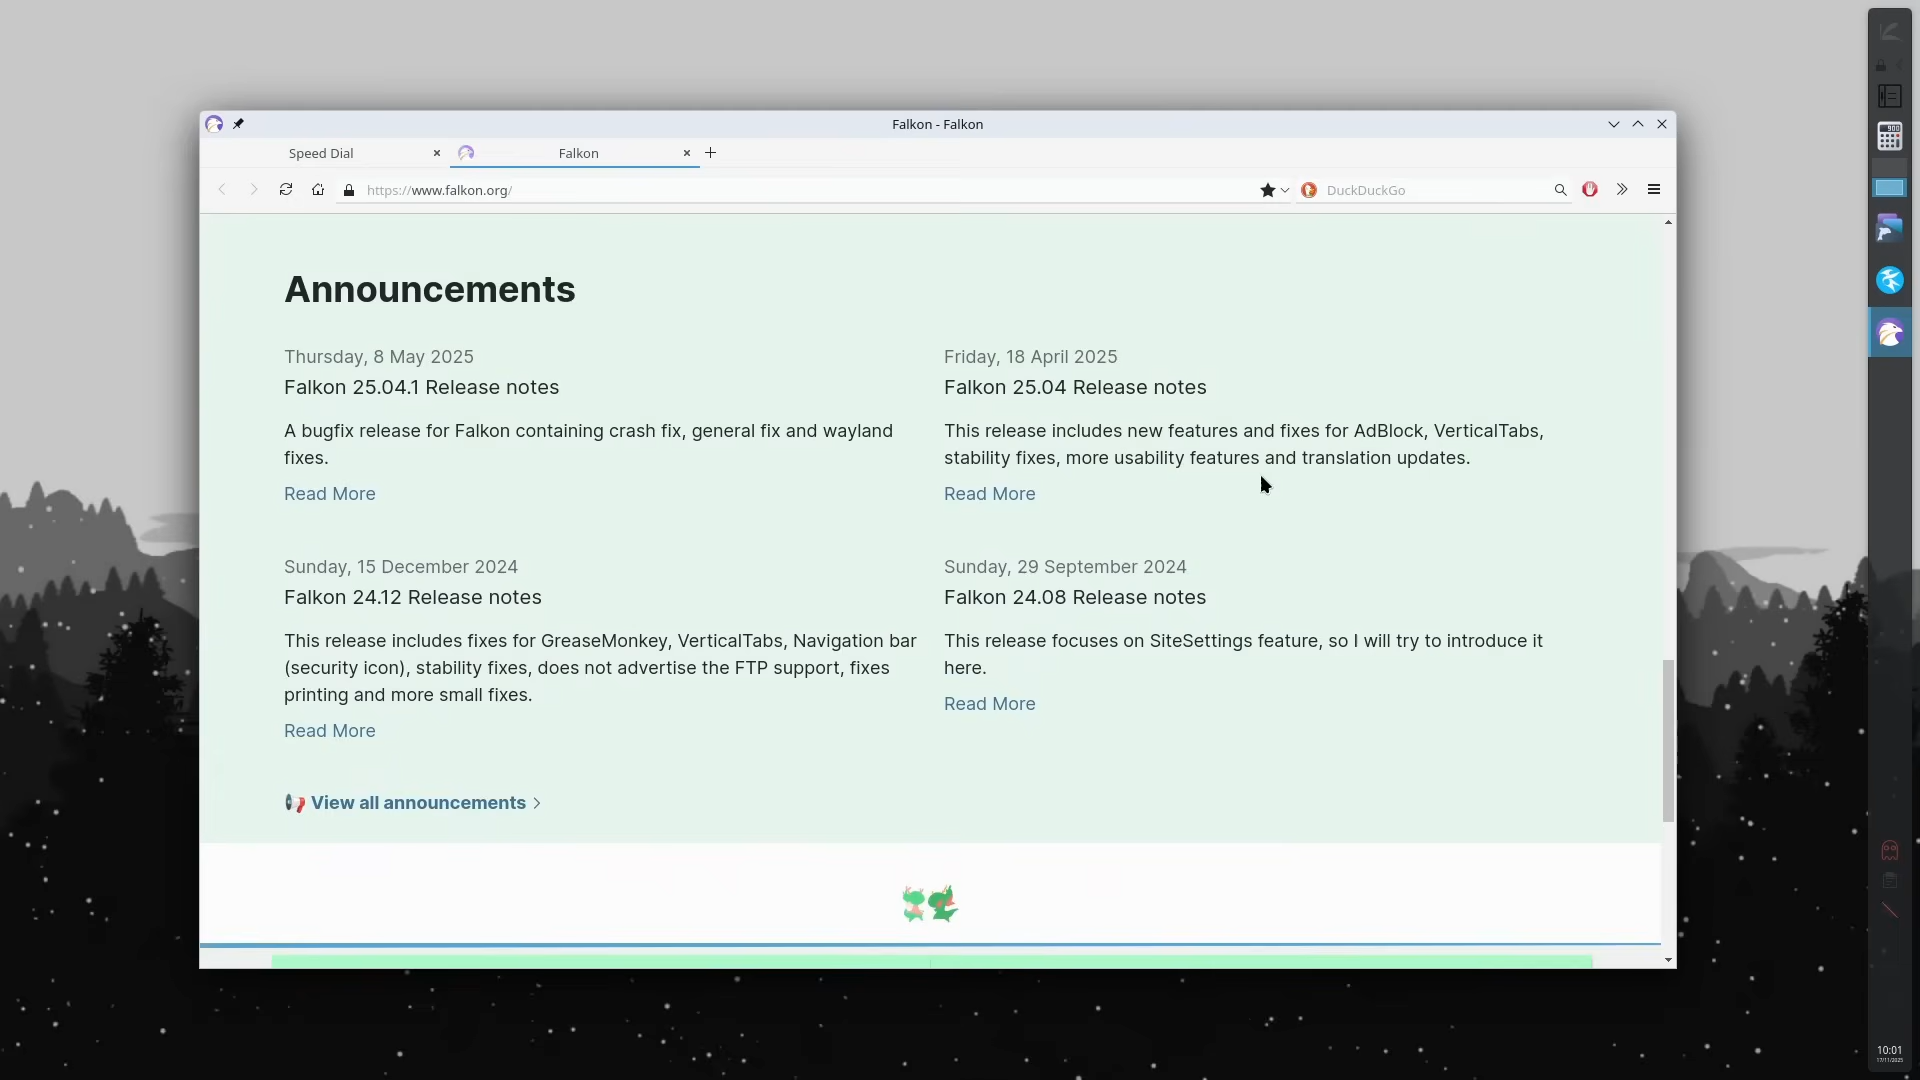 Falkon - Falkon
Speed Dial
Falkon
https://www.falkon.org/
DuckDuckGo
Announcements
Thursday, 8 May 2025
Falkon 25.04.1 Release notes
A bugfix release for Falkon containing crash fix, general fix and wayland
fixes.
Read More
Friday, 18 April 2025
Falkon 25.04 Release notes
This release includes new features and fixes for AdBlock, VerticalTabs,
stability fixes, more usability features and translation updates.
Read More
Sunday, 15 December 2024
Falkon 24.12 Release notes
This release includes fixes for GreaseMonkey, VerticalTabs, Navigation bar
(security icon), stability fixes, does not advertise the FTP support, fixes
printing and more small fixes.
Read More
Sunday, 29 September 2024
Falkon 24.08 Release notes
This release focuses on SiteSettings feature, so I will try to introduce it
here.
Read More
View all announcements
10:01
17/11/2025